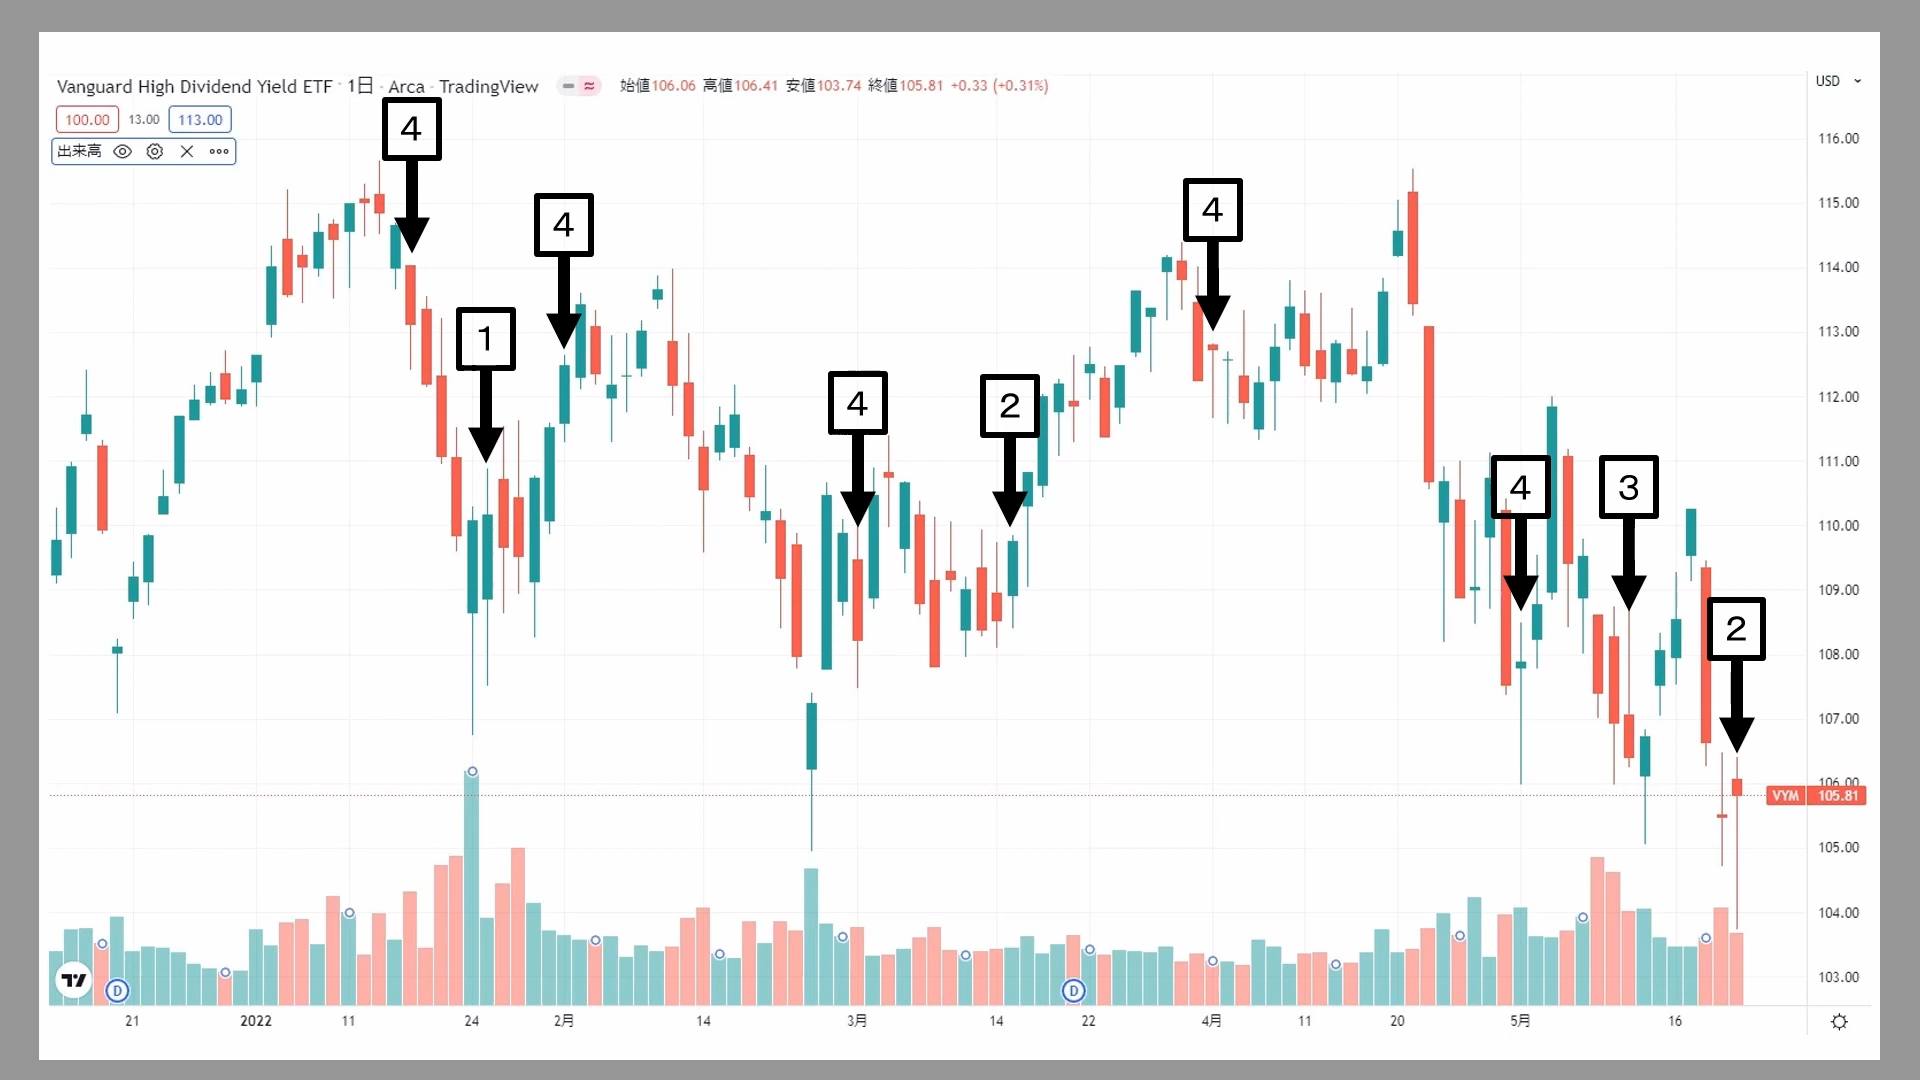 Vanguard High Dividend Yield ETF · 1日 · Arca · TradingView
始値106.06 高値106.41 安値103.74 終値105.81 +0.33 (+0.31%)
USD
100.00 13.00 113.00
出来高
4
4
4
1
4
2
4
3
2
116.00
115.00
114.00
113.00
112.00
111.00
110.00
109.00
108.00
107.00
106.00
VYM 105.81
105.00
104.00
103.00
D
D
21 2022 11 24 2月 14 3月 14 22 4月 11 20 5月 16